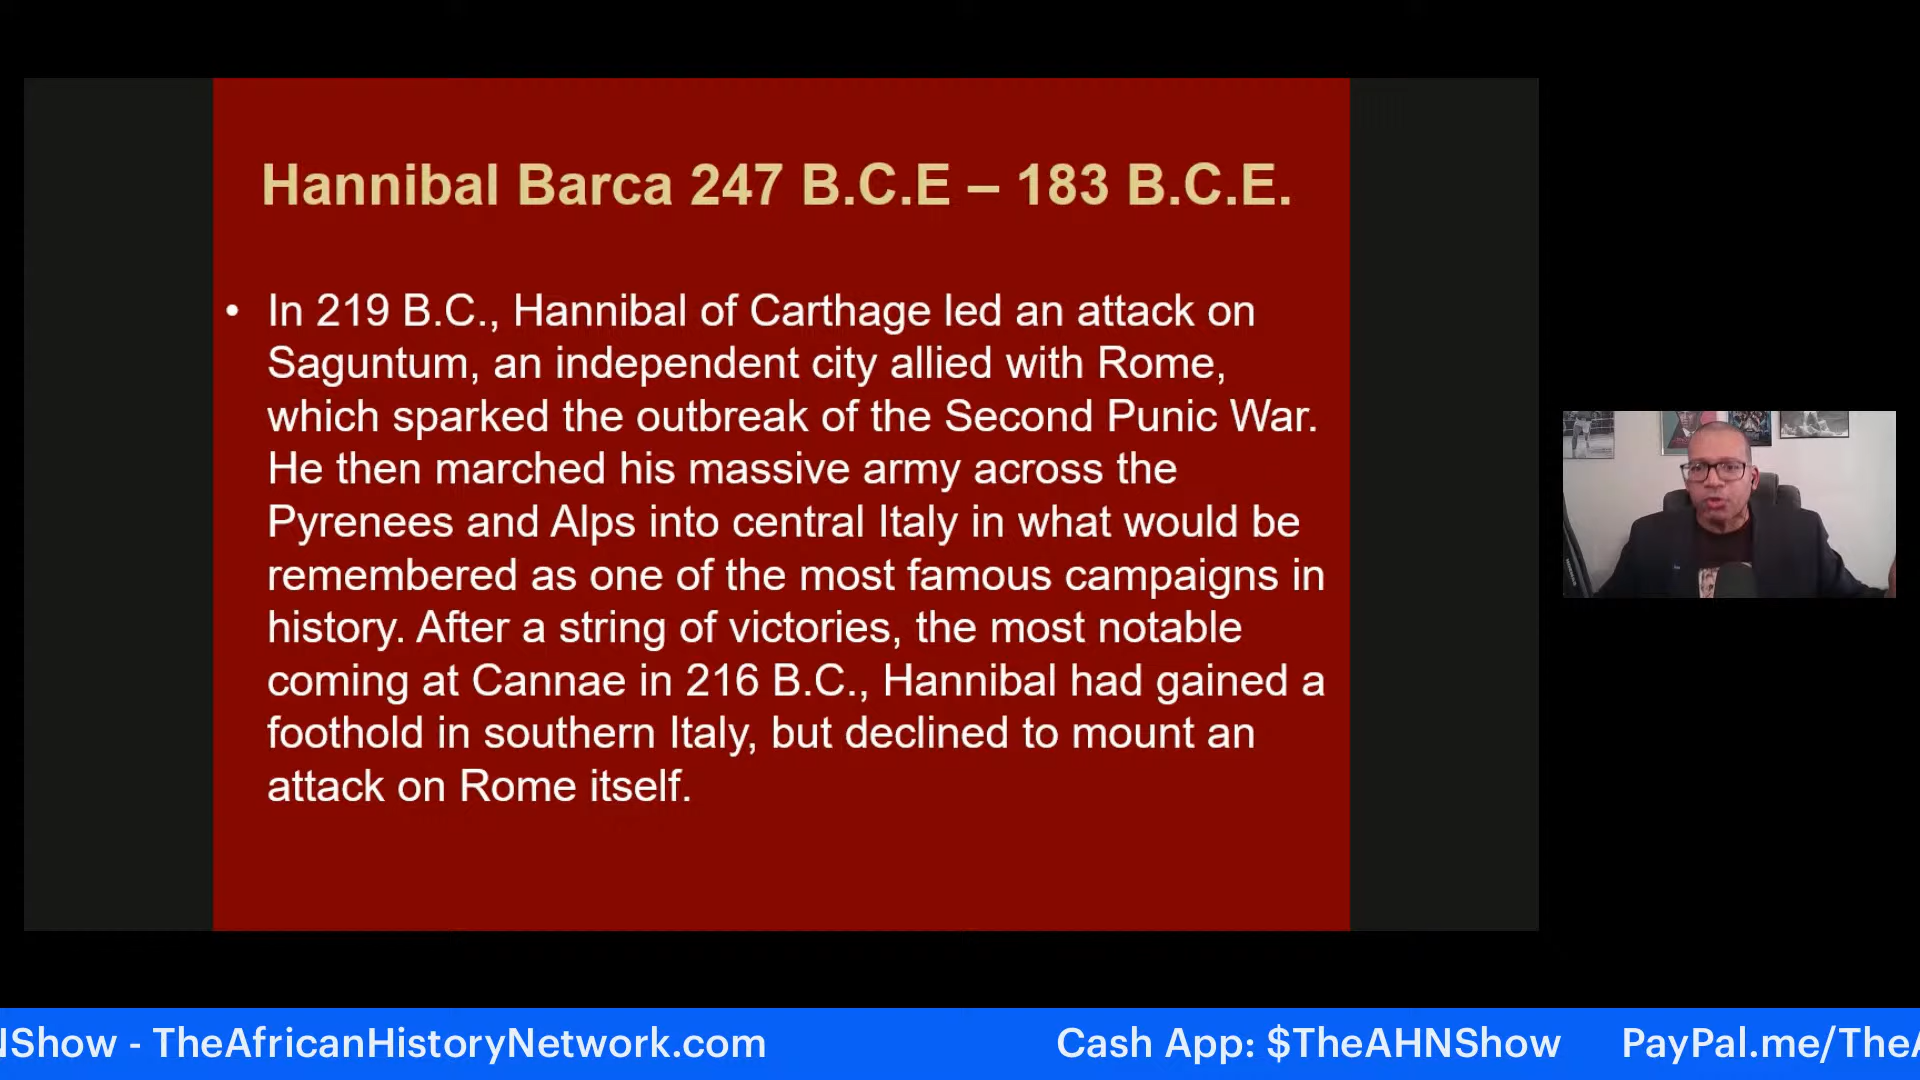 Hannibal Barca 247 B.C.E – 183 B.C.E.
• In 219 B.C., Hannibal of Carthage led an attack on
Saguntum, an independent city allied with Rome,
which sparked the outbreak of the Second Punic War.
He then marched his massive army across the
Pyrenees and Alps into central Italy in what would be
remembered as one of the most famous campaigns in
history. After a string of victories, the most notable
coming at Cannae in 216 B.C., Hannibal had gained a
foothold in southern Italy, but declined to mount an
attack on Rome itself.
NShow - TheAfricanHistoryNetwork.com Cash App: $TheAHNShow PayPal.me/TheA